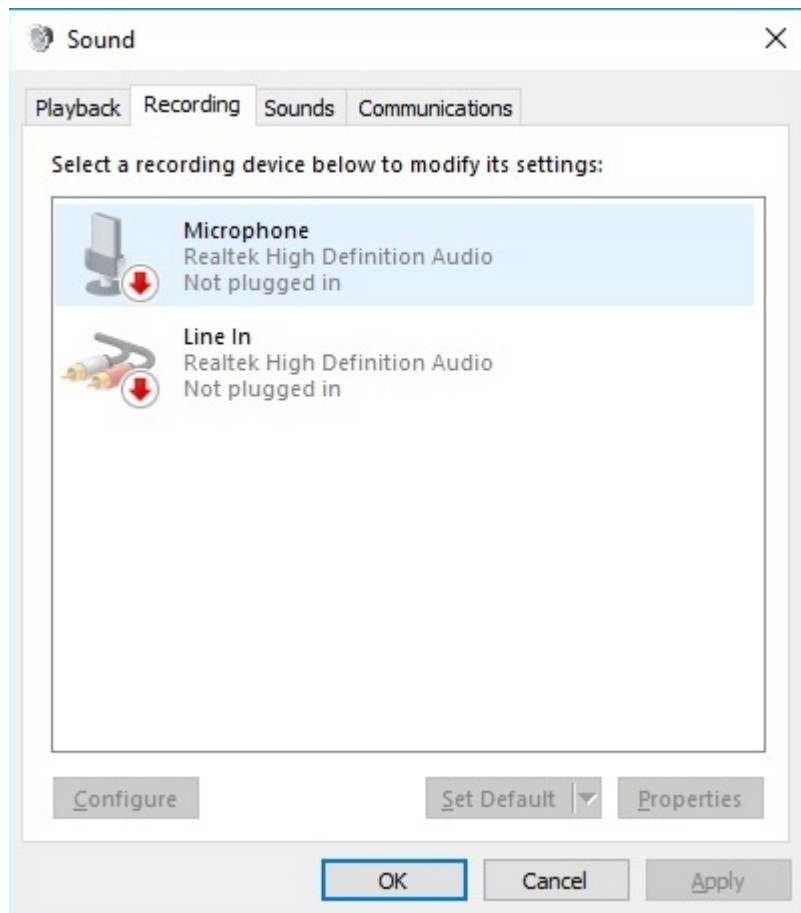 Sound
Playback Recording Sounds Communications
Select a recording device below to modify its settings:
Microphone
Realtek High Definition Audio
Not plugged in
Line In
Realtek High Definition Audio
Not plugged in
Configure Set Default Properties
OK Cancel Apply